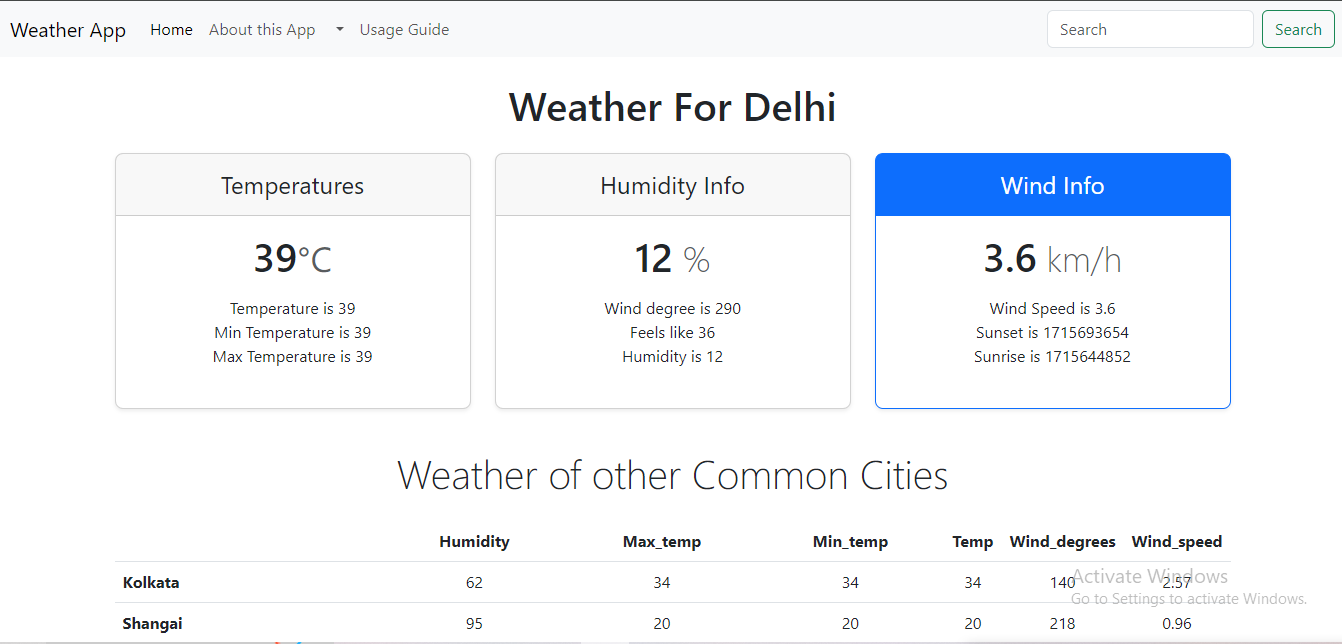 Weather App Home About this App Usage Guide Search Search
Weather For Delhi
Temperatures
39°C
Temperature is 39
Min Temperature is 39
Max Temperature is 39
Humidity Info
12 %
Wind degree is 290
Feels like 36
Humidity is 12
Wind Info
3.6 km/h
Wind Speed is 3.6
Sunset is 1715693654
Sunrise is 1715644852
Weather of other Common Cities
Humidity Max_temp Min_temp Temp Wind_degrees Wind_speed
Kolkata 62 34 34 34 140 2.57
Shangai 95 20 20 20 218 0.96
Activate Windows
Go to Settings to activate Windows.